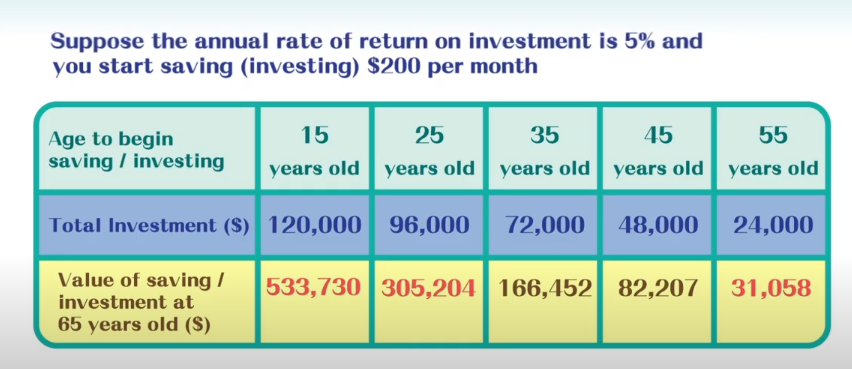 Suppose the annual rate of return on investment is 5% and
you start saving (investing) $200 per month
Age to begin
saving / investing
15
years old
25
years old
35
years old
45
years old
55
years old
Total Investment ($) 120,000 96,000 72,000 48,000 24,000
Value of saving /
investment at
65 years old ($)
533,730 305,204 166,452 82,207 31,058